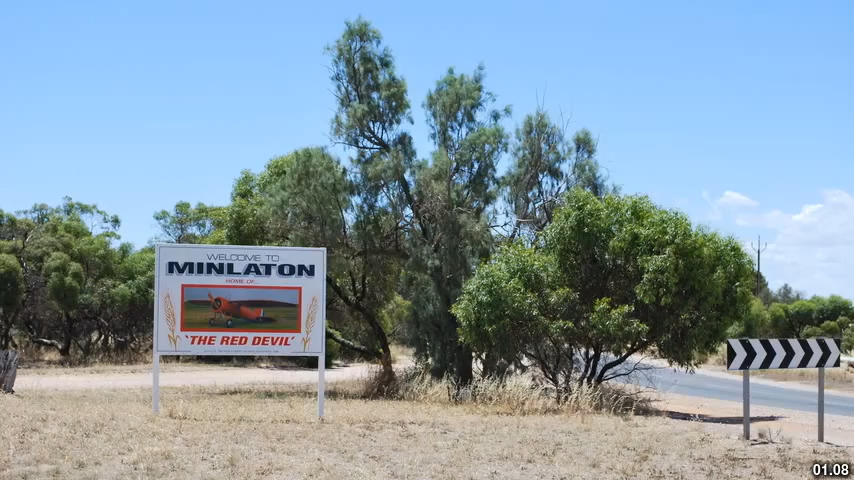 WELCOME TO
MINLATON
HOME OF...
'THE RED DEVIL'
01.08